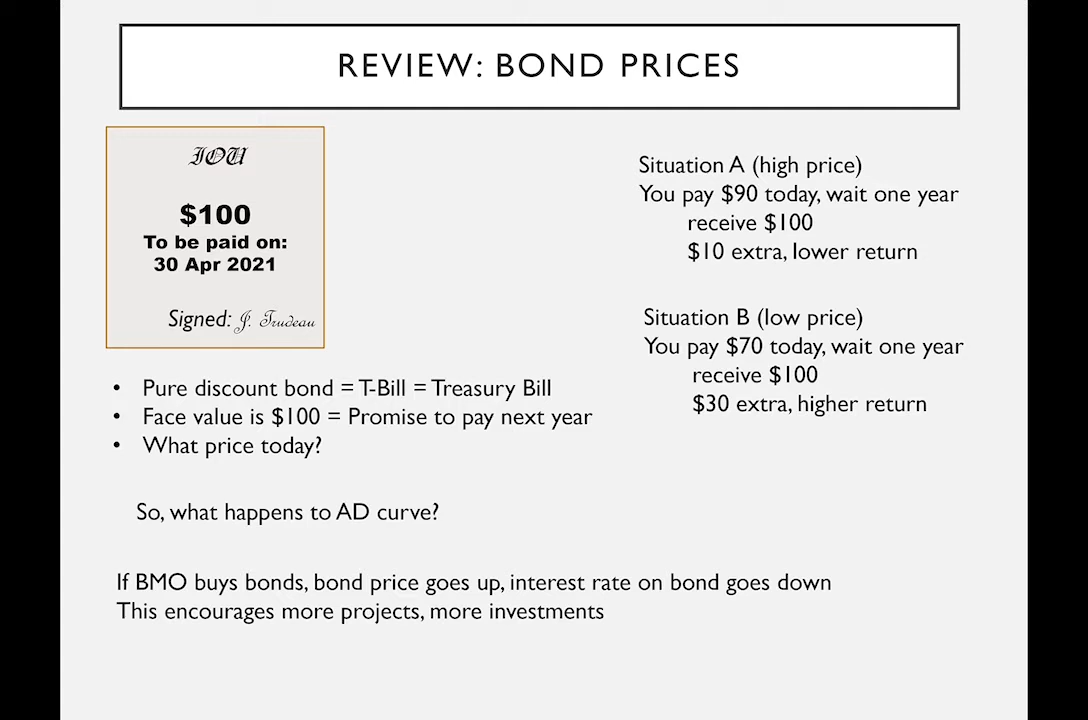 REVIEW: BOND PRICES
IOU
$100
To be paid on:
30 Apr 2021
Signed: J. Trudeau
• Pure discount bond = T-Bill = Treasury Bill
• Face value is $100 = Promise to pay next year
• What price today?
Situation A (high price)
You pay $90 today, wait one year
receive $100
$10 extra, lower return
Situation B (low price)
You pay $70 today, wait one year
receive $100
$30 extra, higher return
So, what happens to AD curve?
If BMO buys bonds, bond price goes up, interest rate on bond goes down
This encourages more projects, more investments